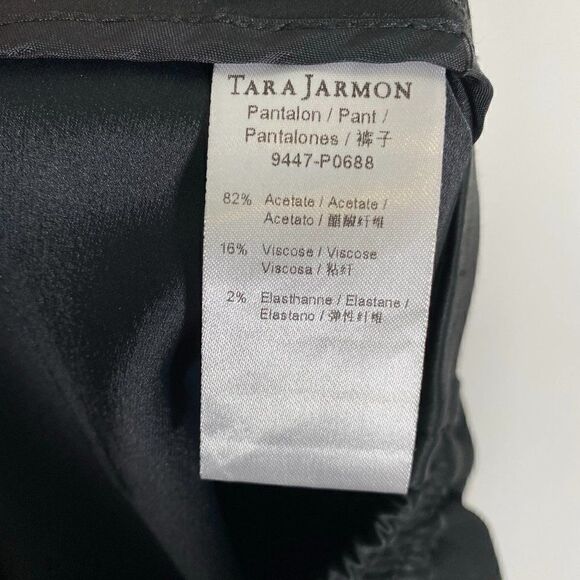 TARA JARMON
Pantalon / Pant /
Pantalones / 褲子
9447-P0688
82% Acetate / Acetate /
Acetato / 醋酸纤维
16% Viscose / Viscose
Viscosa / 粘纤
2% Elasthanne / Elastane /
Elastano / 弹性纤维